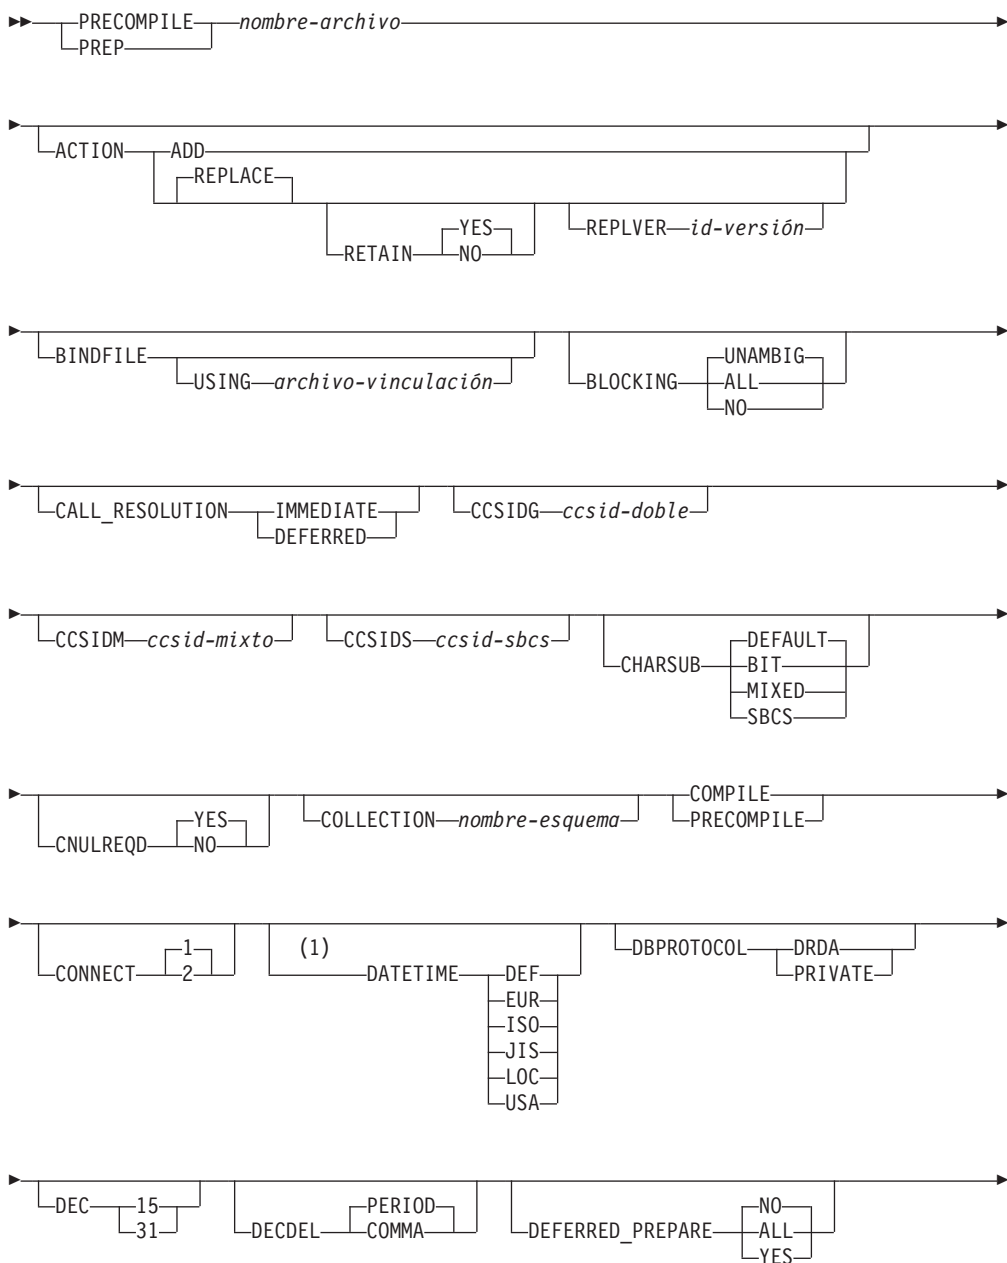 PRECOMPILE nombre-archivo
PREP
ACTION ADD
REPLACE
YES REPLVER id-versión
RETAIN NO
BINDFILE UNAMBIG
USING archivo-vinculación BLOCKING ALL
NO
CALL_RESOLUTION IMMEDIATE CCSIDG ccsid-doble
DEFERRED
CCSIDM ccsid-mixto CCSIDS ccsid-sbcs DEFAULT
CHARSUB BIT
MIXED
SBCS
YES COLLECTION nombre-esquema COMPILE
CNULREQD NO PRECOMPILE
1 (1) DBPROTOCOL DRDA
CONNECT 2 DATETIME DEF PRIVATE
EUR
ISO
JIS
LOC
USA
DEC 15 PERIOD NO
31 DECDEL COMMA DEFERRED_PREPARE ALL
YES